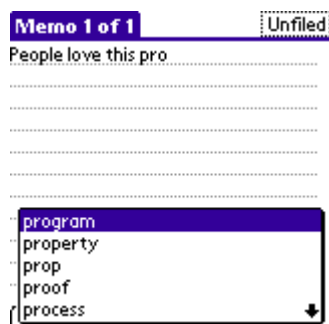 Memo 1 of 1
Unfiled
People love this pro
program
property
prop
proof
process